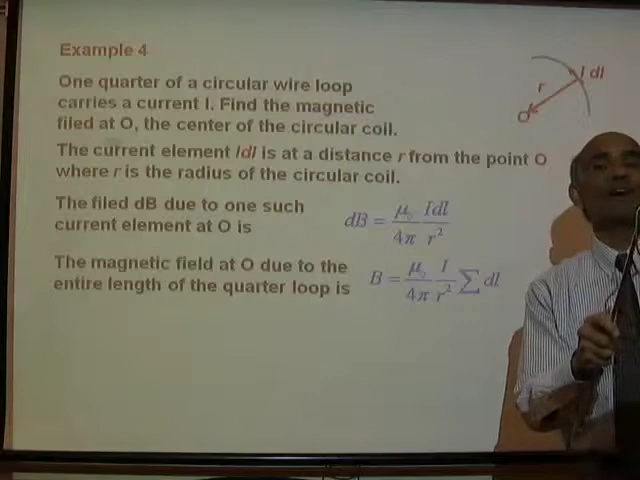 Example 4
One quarter of a circular wire loop
carries a current I. Find the magnetic
filed at O, the center of the circular coil.
I dl
r
O
The current element Idl is at a distance r from the point O
where r is the radius of the circular coil.
The filed dB due to one such
current element at O is
dB = μ₀/4π Idl/r²
The magnetic field at O due to the
entire length of the quarter loop is
B = μ₀/4π I/r² ∑ dl